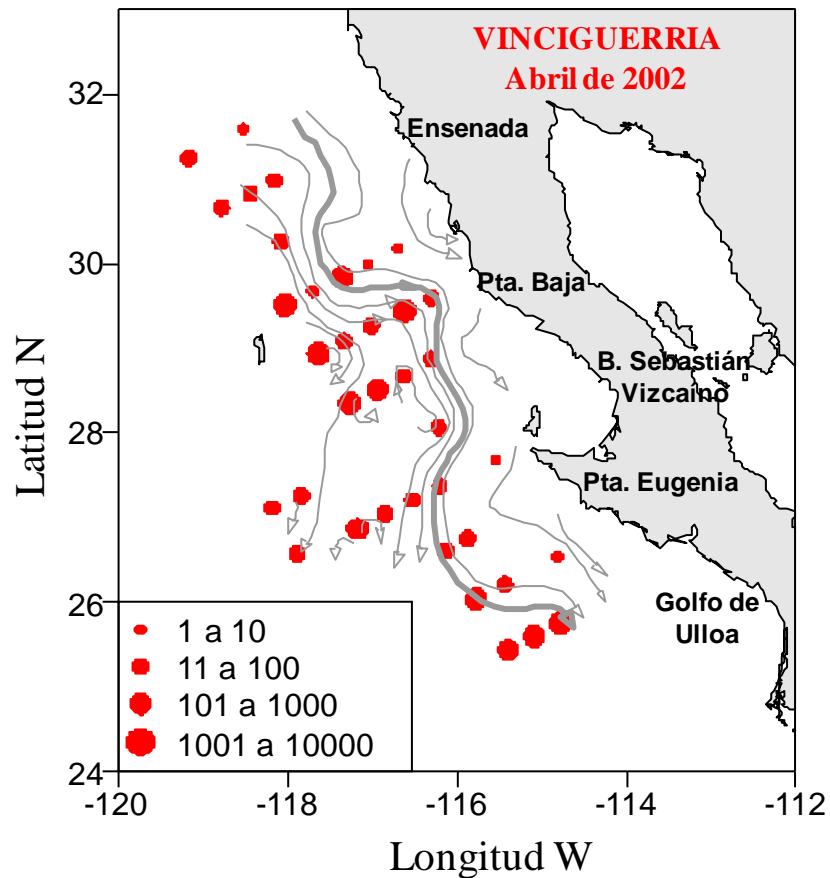 VINCIGUERRIA
Abril de 2002
Ensenada
Pta. Baja
B. Sebastián
Vizcaíno
Pta. Eugenia
Golfo de
Ulloa
Latitud N
32
30
28
26
24
1 a 10
11 a 100
101 a 1000
1001 a 10000
-120 -118 -116 -114 -112
Longitud W